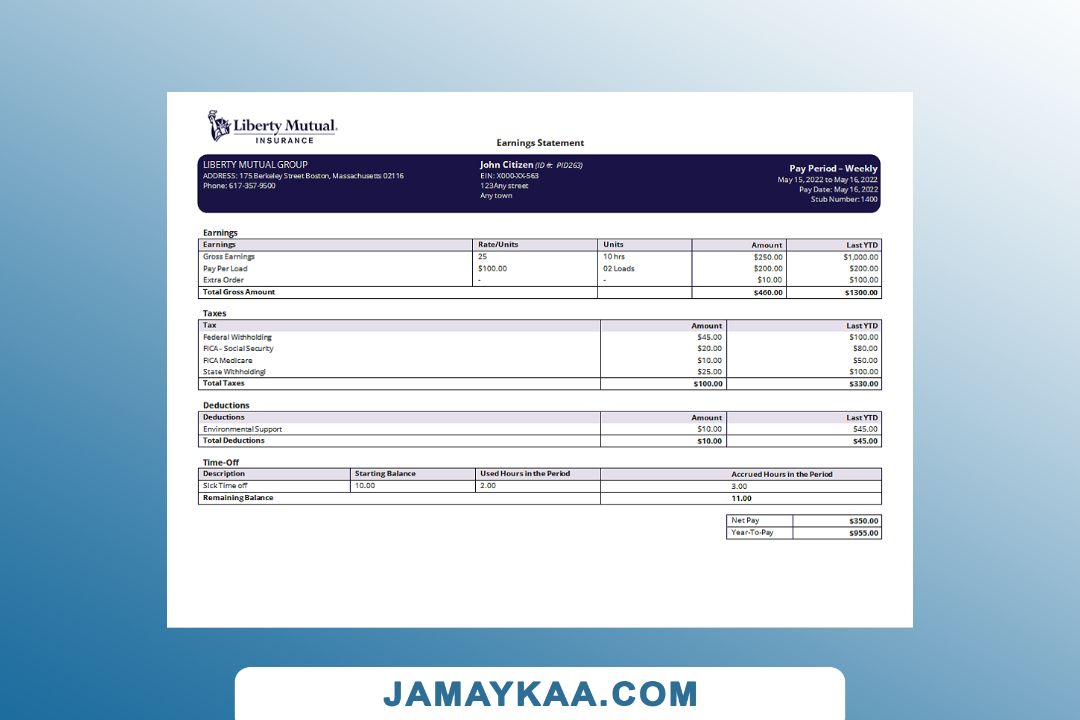 Liberty Mutual.
INSURANCE
Earnings Statement
LIBERTY MUTUAL GROUP
ADDRESS: 175 Berkeley Street Boston, Massachusetts 02116
Phone: 617-357-9500
John Citizen (ID #: PID263)
EIN: X000-XX-563
123Any street
Any town
Pay Period – Weekly
May 15, 2022 to May 16, 2022
Pay Date: May 16, 2022
Stub Number: 1400
Earnings
Earnings Rate/Units Units Amount Last YTD
Gross Earnings 25 10 hrs $250.00 $1,000.00
Pay Per Load $100.00 02 Loads $200.00 $200.00
Extra Order - - $10.00 $100.00
Total Gross Amount $460.00 $1300.00
Taxes
Tax Amount Last YTD
Federal Withholding $45.00 $100.00
FICA - Social Security $20.00 $80.00
FICA Medicare $10.00 $50.00
State Withholdingl $25.00 $100.00
Total Taxes $100.00 $330.00
Deductions
Deductions Amount Last YTD
Environmental Support $10.00 $45.00
Total Deductions $10.00 $45.00
Time-Off
Description Starting Balance Used Hours in the Period Accrued Hours in the Period
Sick Time off 10.00 2.00 3.00
Remaining Balance 11.00
Net Pay $350.00
Year-To-Pay $955.00
JAMAYKAA.COM